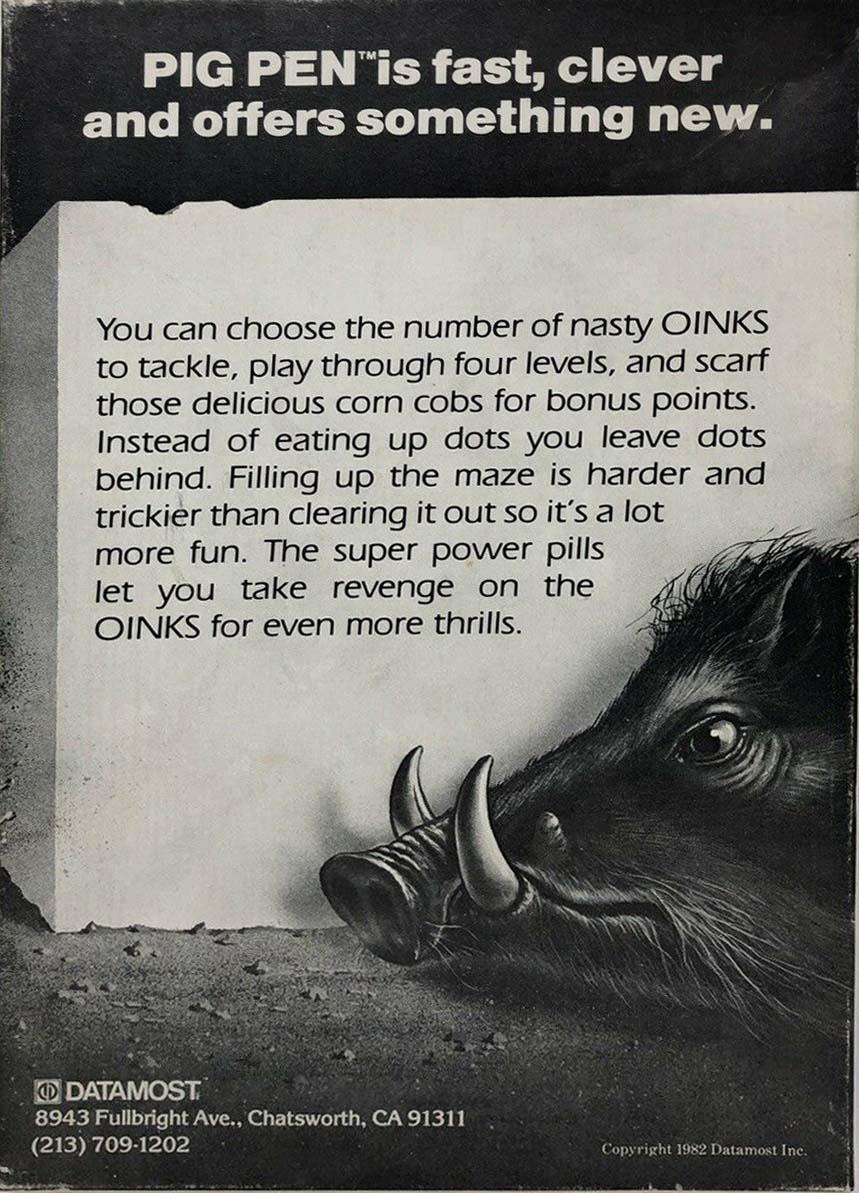 PIG PEN™ is fast, clever
and offers something new.
You can choose the number of nasty OINKS
to tackle, play through four levels, and scarf
those delicious corn cobs for bonus points.
Instead of eating up dots you leave dots
behind. Filling up the maze is harder and
trickier than clearing it out so it's a lot
more fun. The super power pills
let you take revenge on the
OINKS for even more thrills.
DATAMOST
8943 Fullbright Ave., Chatsworth, CA 91311
(213) 709-1202
Copyright 1982 Datamost Inc.